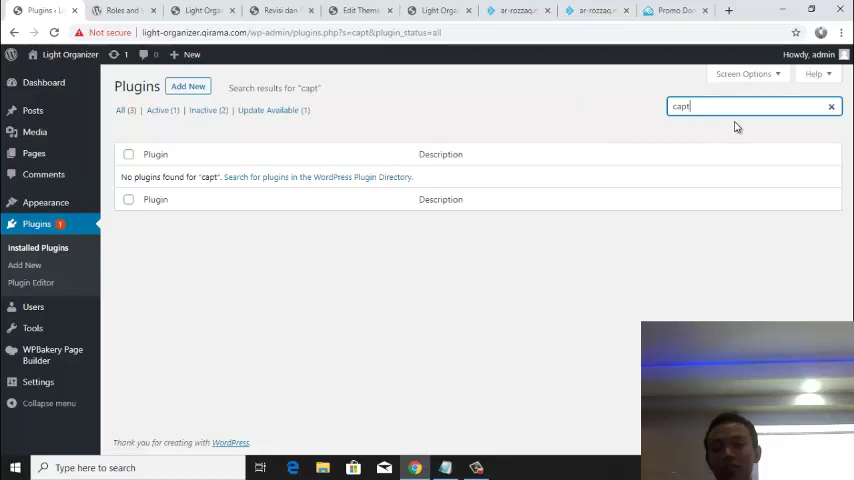 Plugins ‹ Li
Roles and
Light Organ
Revisi dan P
Edit Theme
Light Organ
ar-rozzaq.m
ar-rozzaq.m
Promo Dom
Not secure | light-organizer.qirama.com/wp-admin/plugins.php?s=capt&plugin_status=all
Light Organizer 1 0 New Howdy, admin
Dashboard
Posts
Media
Pages
Comments
Appearance
Plugins 1
Installed Plugins
Add New
Plugin Editor
Users
Tools
WPBakery Page
Builder
Settings
Collapse menu
Screen Options Help
Plugins Add New Search results for “capt”
All (3) | Active (1) | Inactive (2) | Update Available (1)
capt
Plugin Description
No plugins found for “capt”. Search for plugins in the WordPress Plugin Directory.
Plugin Description
Thank you for creating with WordPress.
Type here to search